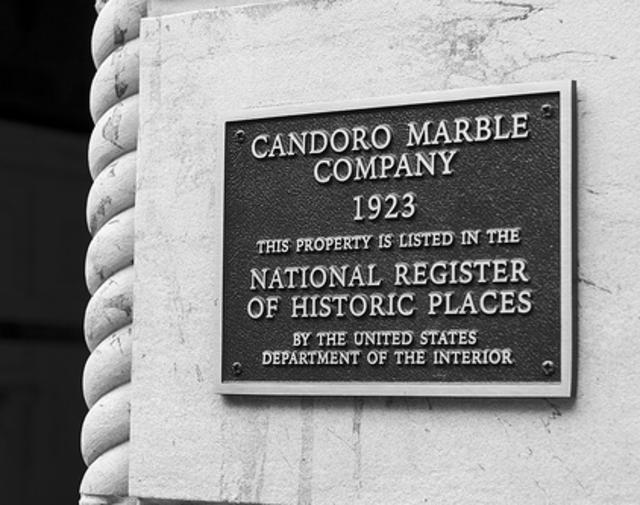 CANDORO MARBLE
COMPANY
1923
THIS PROPERTY IS LISTED IN THE
NATIONAL REGISTER
OF HISTORIC PLACES
BY THE UNITED STATES
DEPARTMENT OF THE INTERIOR